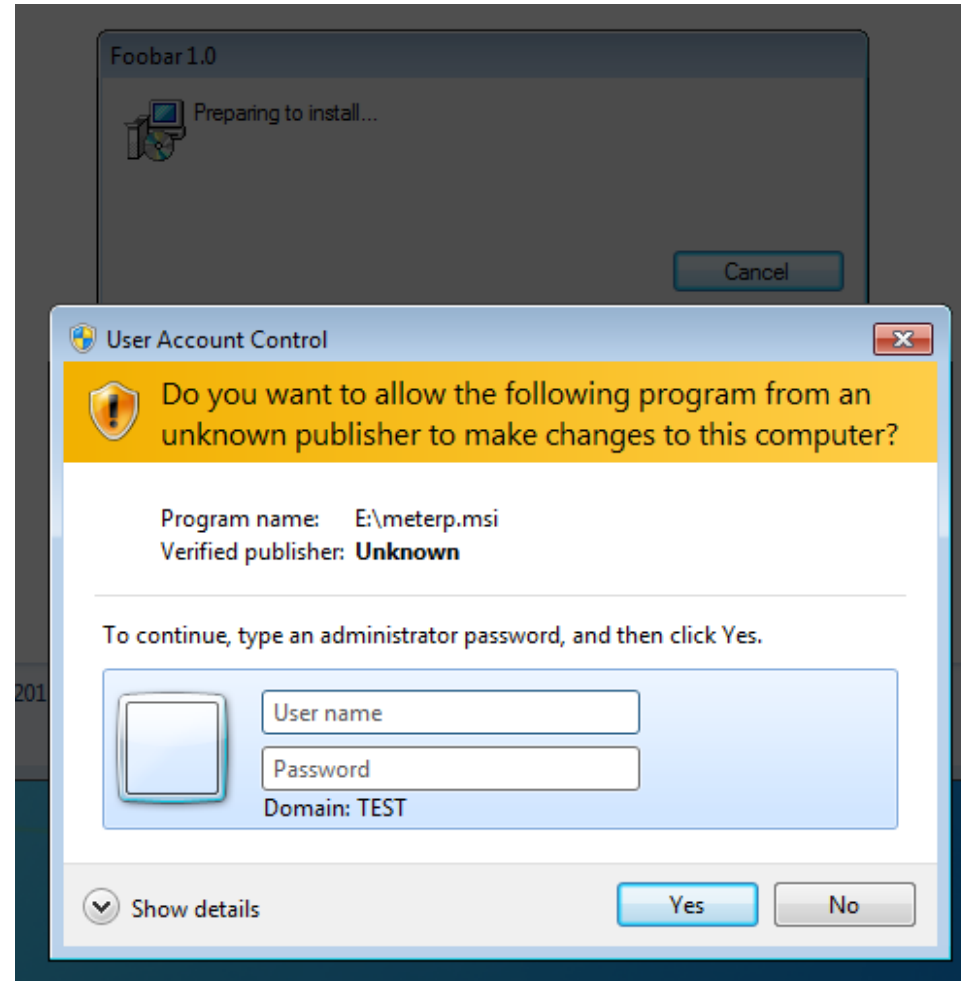 Foobar 1.0
Preparing to install...
Cancel
User Account Control
Do you want to allow the following program from an
unknown publisher to make changes to this computer?
Program name: E:\meterp.msi
Verified publisher: Unknown
To continue, type an administrator password, and then click Yes.
201
User name
Password
Domain: TEST
Show details
Yes
No